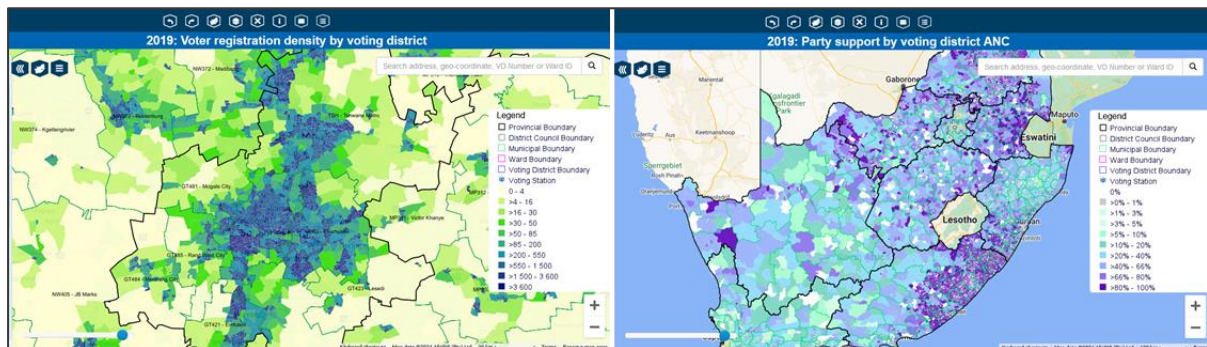 2019: Voter registration density by voting district
Search address, geo-coordinate, VD Number or Ward ID
NW372 - Madibeng
NW373 - Rustenburg
NW374 - Kgetlengrivier
TSH - Tshwane Metro
GT481 - Mogale City
MP311 - Victor Khanye
GT485 - Rand West City
GT484 - Merafong City
NW405 - JB Marks
GT423 - Lesedi
GT421 - Emfuleni
Legend
Provincial Boundary
District Council Boundary
Municipal Boundary
Ward Boundary
Voting District Boundary
Voting Station
0 - 4
>4 - 16
>16 - 30
>30 - 50
>50 - 85
>85 - 200
>200 - 550
>550 - 1 500
>1 500 - 3 600
>3 600
+
−
2019: Party support by voting district ANC
Search address, geo-coordinate, VD Number or Ward ID
Mariental
Gaborone
Lüderitz
Aus
Keetmanshoop
Rosh Pinah
Oranjemund
Maputo
Eswatini
Lesotho
Legend
Provincial Boundary
District Council Boundary
Municipal Boundary
Ward Boundary
Voting District Boundary
Voting Station
0%
>0% - 1%
>1% - 3%
>3% - 5%
>5% - 10%
>10% - 20%
>20% - 40%
>40% - 66%
>66% - 80%
>80% - 100%
+
−